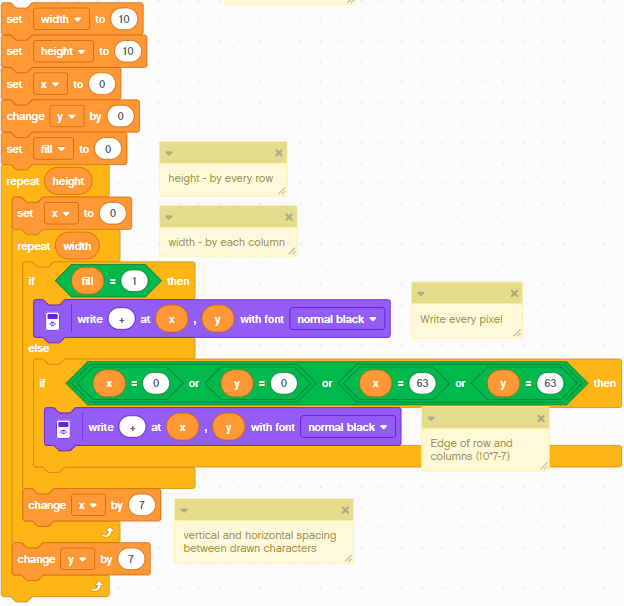 set width to 10
set height to 10
set x to 0
change y by 0
set fill to 0
repeat height
height - by every row
set x to 0
width - by each column
repeat width
if fill = 1 then
write + at x , y with font normal black
Write every pixel
else
if x = 0 or y = 0 or x = 63 or y = 63 then
write + at x , y with font normal black
Edge of row and
columns (10*7-7)
change x by 7
vertical and horizontal spacing
between drawn characters
change y by 7